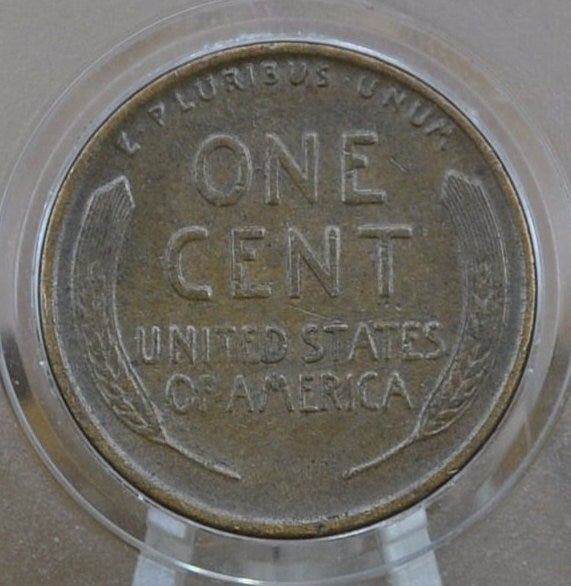 E · PLURIBUS · UNUM
ONE
CENT
UNITED STATES
OF AMERICA